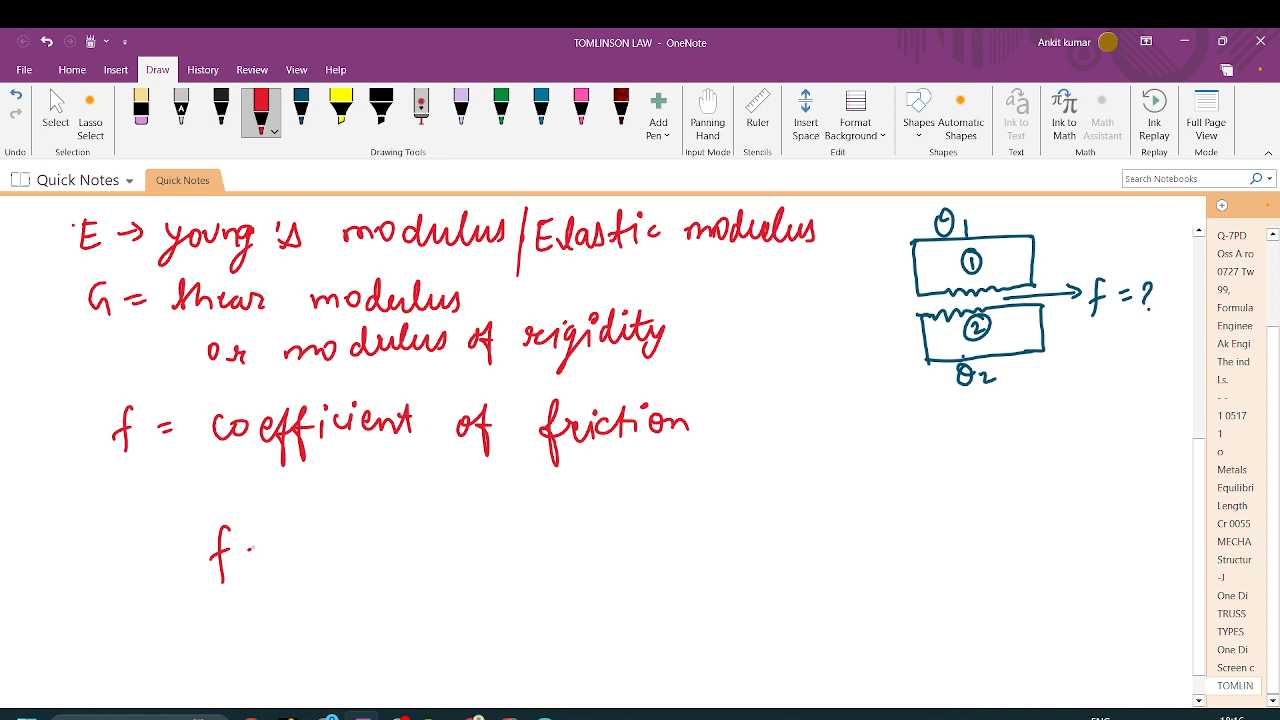 TOMLINSON LAW - OneNote
Ankit kumar
File Home Insert Draw History Review View Help
Select
Lasso Select
Add Pen
Panning Hand
Ruler
Insert Space
Format Background
Shapes
Automatic Shapes
Ink to Text
Ink to Math
Math Assistant
Ink Replay
Full Page View
Undo
Selection
Drawing Tools
Input Mode
Stencils
Edit
Shapes
Text
Math
Replay
Mode
Quick Notes
Quick Notes
Search Notebooks
E → young's modulus/Elastic modulus
G = shear modulus
or modulus of rigidity
f = coefficient of friction
f
θ1
①
f = ?
②
θ2
Q-7PD
Oss A ro
0727 Tw
99,
Formula
Enginee
Ak Engi
The ind
Ls.
- -
1 0517
1
o
Metals
Equilibri
Length
Cr 0055
MECHA
Structur
-J
One Di
TRUSS
TYPES
One Di
Screen c
TOMLIN